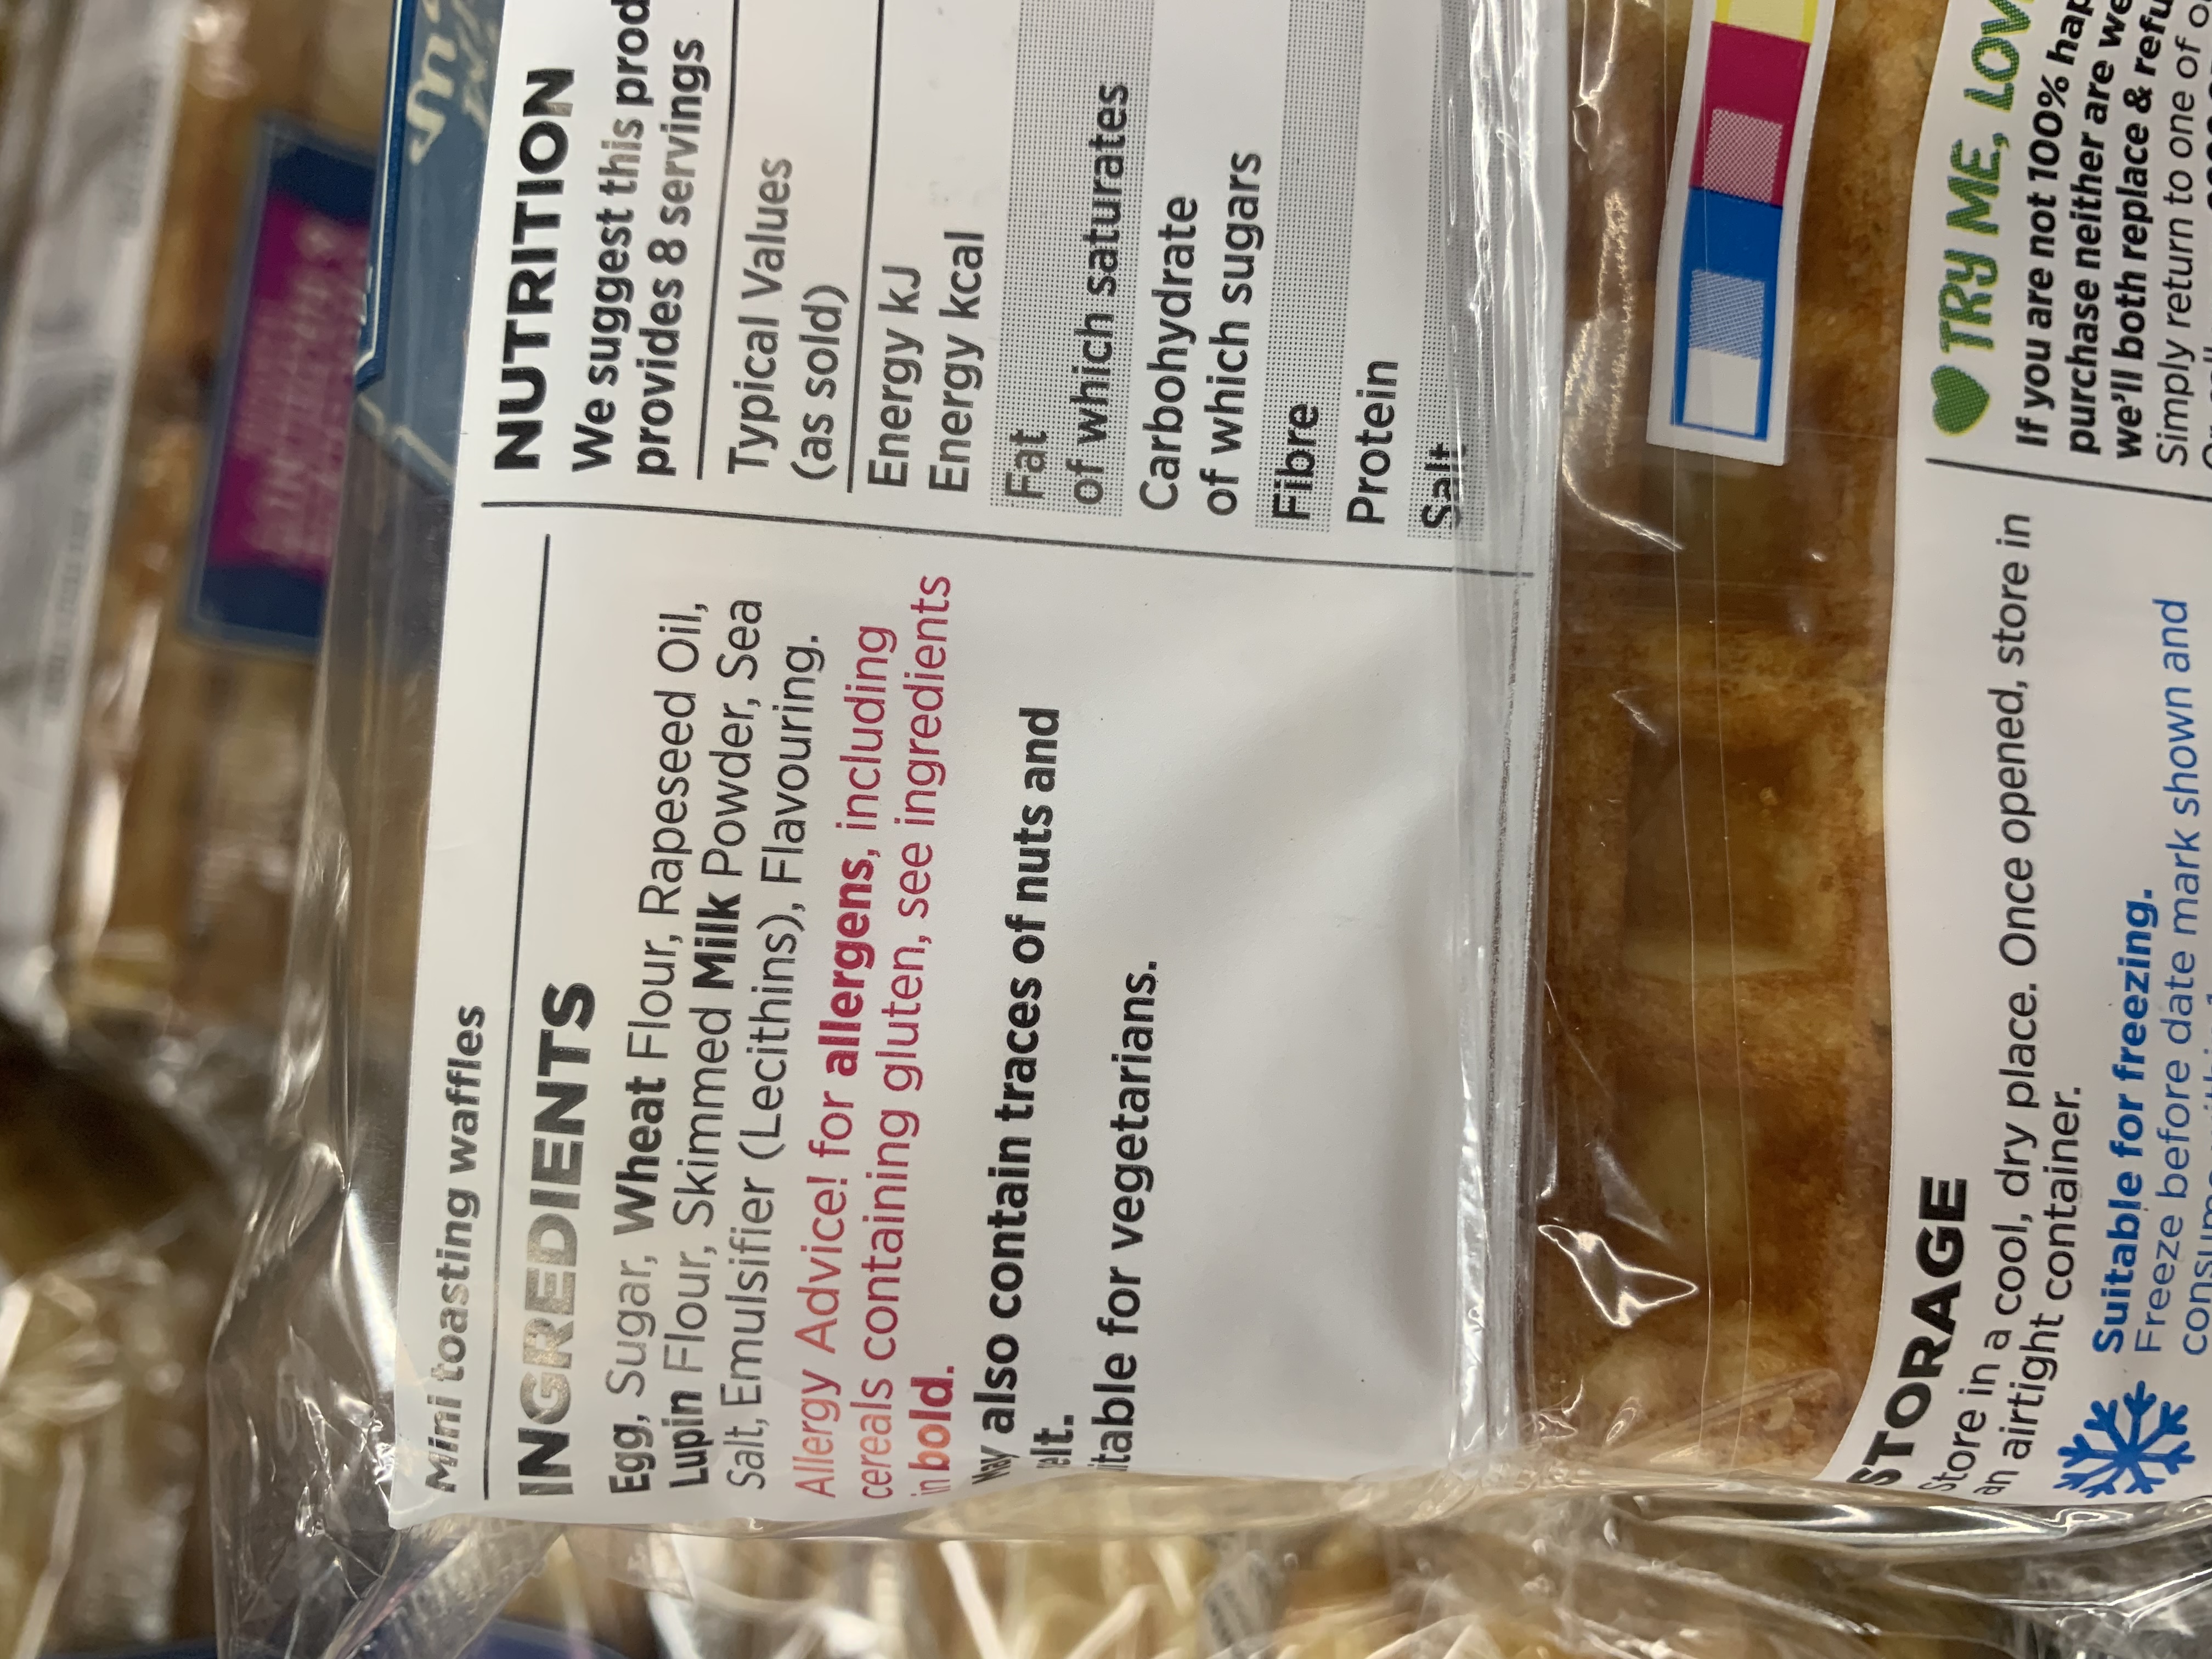 Mini toasting waffles
INGREDIENTS
Egg, Sugar, Wheat Flour, Rapeseed Oil,
Lupin Flour, Skimmed Milk Powder, Sea
Salt, Emulsifier (Lecithins), Flavouring.
Allergy Advice! for allergens, including
cereals containing gluten, see ingredients
in bold.
May also contain traces of nuts and
elt.
itable for vegetarians.
NUTRITION
We suggest this prod
provides 8 servings
Typical Values
(as sold)
Energy kJ
Energy kcal
Fat
of which saturates
Carbohydrate
of which sugars
Fibre
Protein
Salt
STORAGE
Store in a cool, dry place. Once opened, store in
an airtight container.
Suitable for freezing.
Freeze before date mark shown and
TRY ME, LOV
If you are not 100% hap
purchase neither are we
we'll both replace & refu
Simply return to one of o